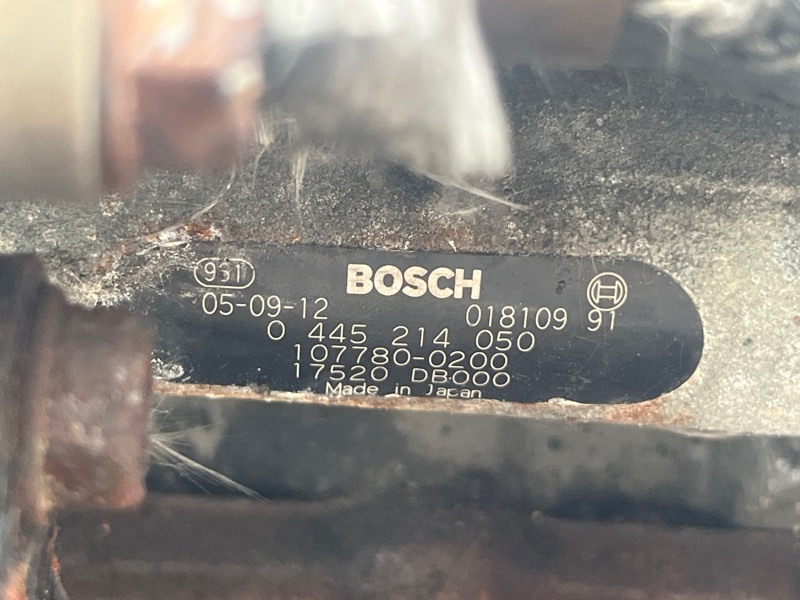 931 BOSCH
05-09-12 018109 91
0 445 214 050
107780-0200
17520 DB000
Made in Japan